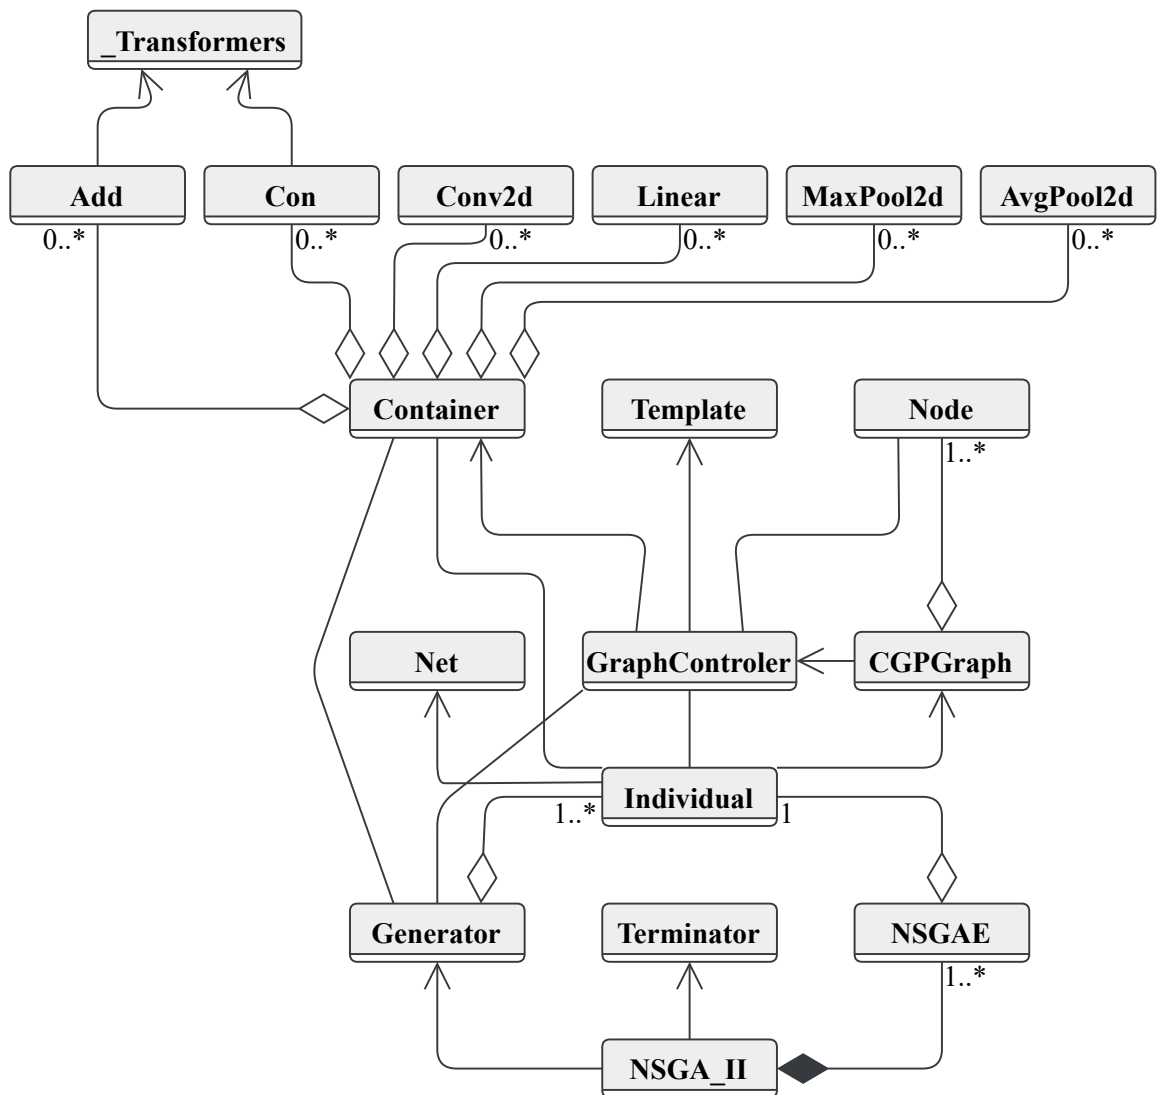 _Transformers
Add Con Conv2d Linear MaxPool2d AvgPool2d
0..* 0..* 0..* 0..* 0..* 0..*
Container Template Node
1..*
Net GraphControler CGPGraph
Individual
1..* 1
Generator Terminator NSGAE
1..*
NSGA_II